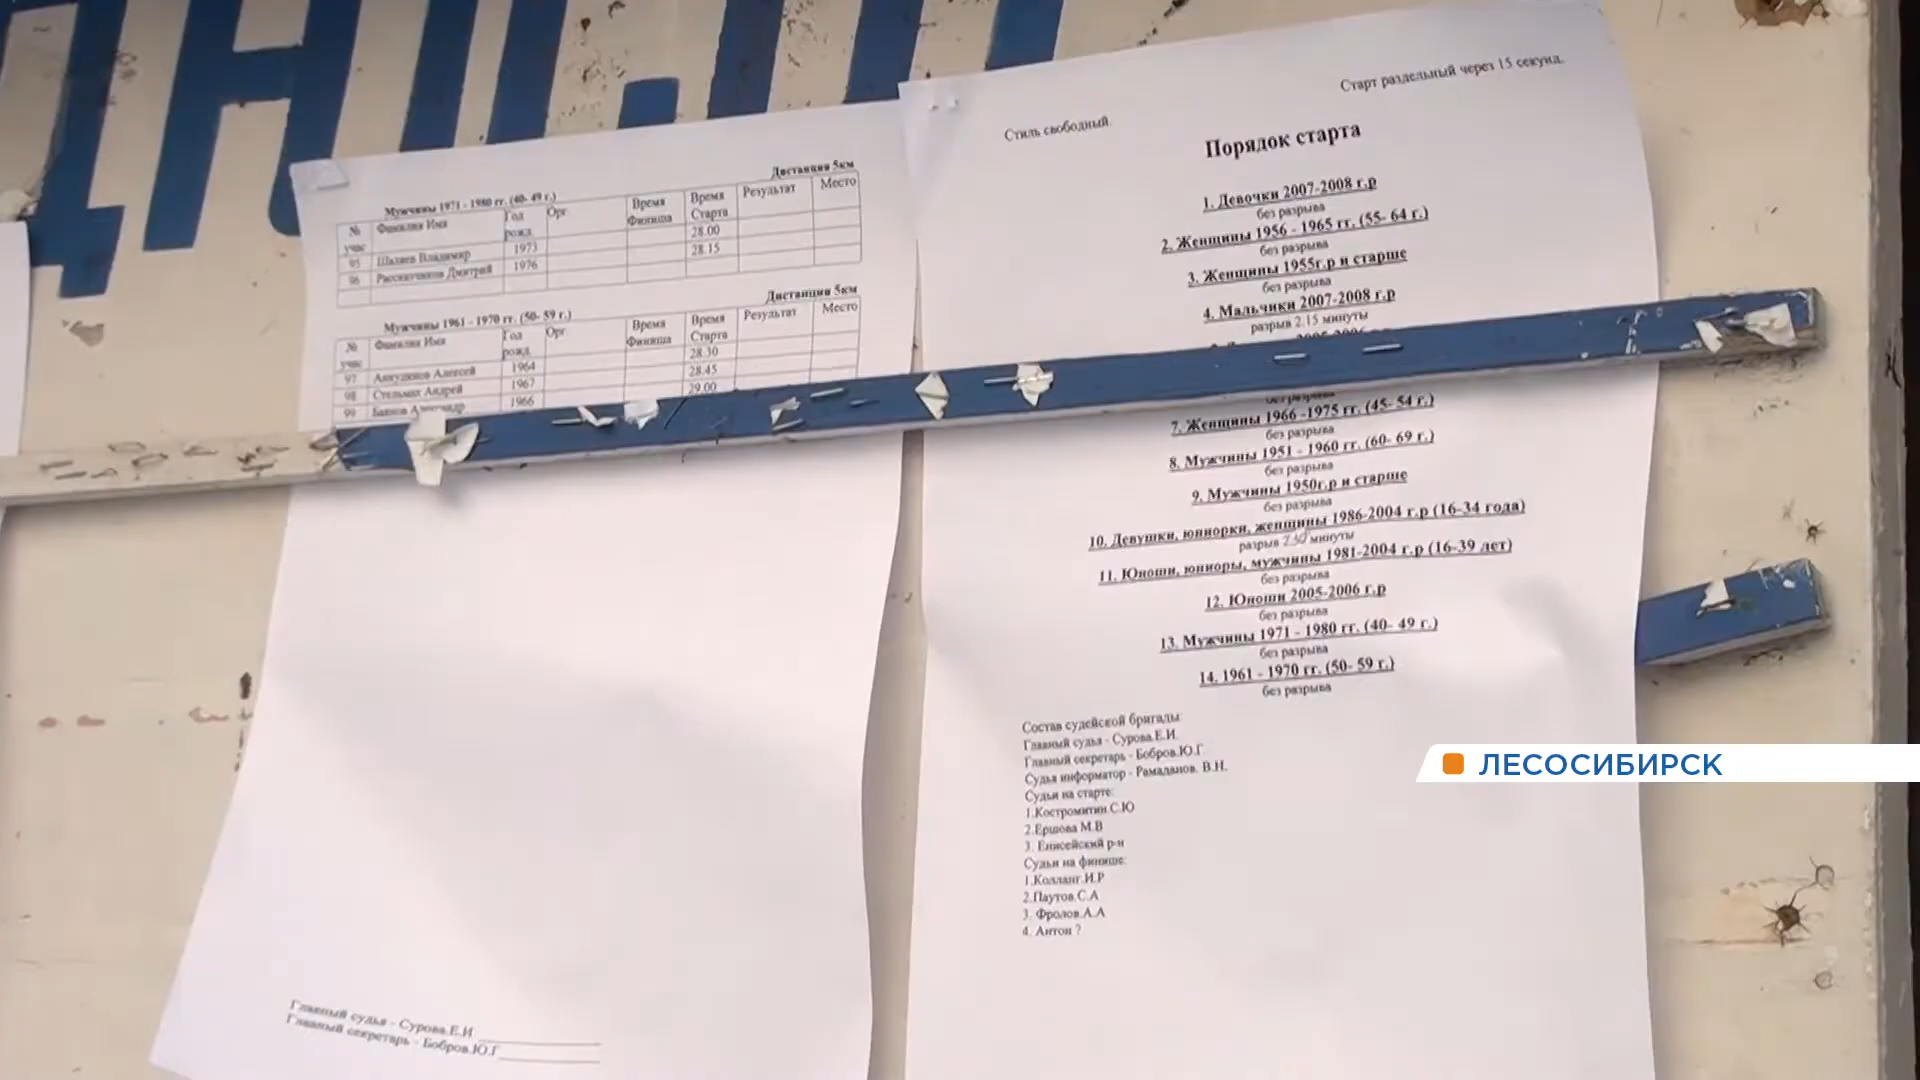 Дистанция 5км
Мужчины 1971 - 1980 гг. (40- 49 г.)
№ учас Фамилия Имя Год рожд. Орг Время Финиша Время Старта Результат Место
95 Шаляев Владимир 1973 28.00
96 Рассказчиков Дмитрий 1976 28.15
Дистанция 5км
Мужчины 1961 - 1970 гг. (50- 59 г.)
№ учас Фамилия Имя Год рожд. Орг Время Финиша Время Старта Результат Место
97 Алексей 1964 28.30
98 Стельмах Андрей 1967 28.45
99 1966 29.00
Главный судья - Сурова.Е.И
Главный секретарь - Бобров.Ю.Г
Старт раздельный через 15 секунд.
Стиль свободный.
Порядок старта
1. Девочки 2007-2008 г.р
без разрыва
2. Женщины 1956 - 1965 гг. (55- 64 г.)
без разрыва
3. Женщины 1955г.р и старше
без разрыва
4. Мальчики 2007-2008 г.р
разрыв 2.15 минуты
7. Женщины 1966 -1975 гг. (45- 54 г.)
без разрыва
8. Мужчины 1951 - 1960 гг. (60- 69 г.)
без разрыва
9. Мужчины 1950г.р и старше
без разрыва
10. Девушки, юниорки, женщины 1986-2004 г.р (16-34 года)
разрыв 2.30 минуты
11. Юноши, юниоры, мужчины 1981-2004 г.р (16-39 лет)
без разрыва
12. Юноши 2005-2006 г.р
без разрыва
13. Мужчины 1971 - 1980 гг. (40- 49 г.)
без разрыва
14. 1961 - 1970 гг. (50- 59 г.)
без разрыва
Состав судейской бригады:
Главный судья - Сурова.Е.И.
Главный секретарь - Бобров.Ю.Г
Судья информатор - Рамаданов. В.Н.
Судьи на старте:
1.Костромитин.С.Ю
2.Ершова М.В
3. Енисейский р-н
Судьи на финише:
1.Колланг.И.Р
2.Паутов.С.А
3. Фролов.А.А
4. Антон ?
ЛЕСОСИБИРСК